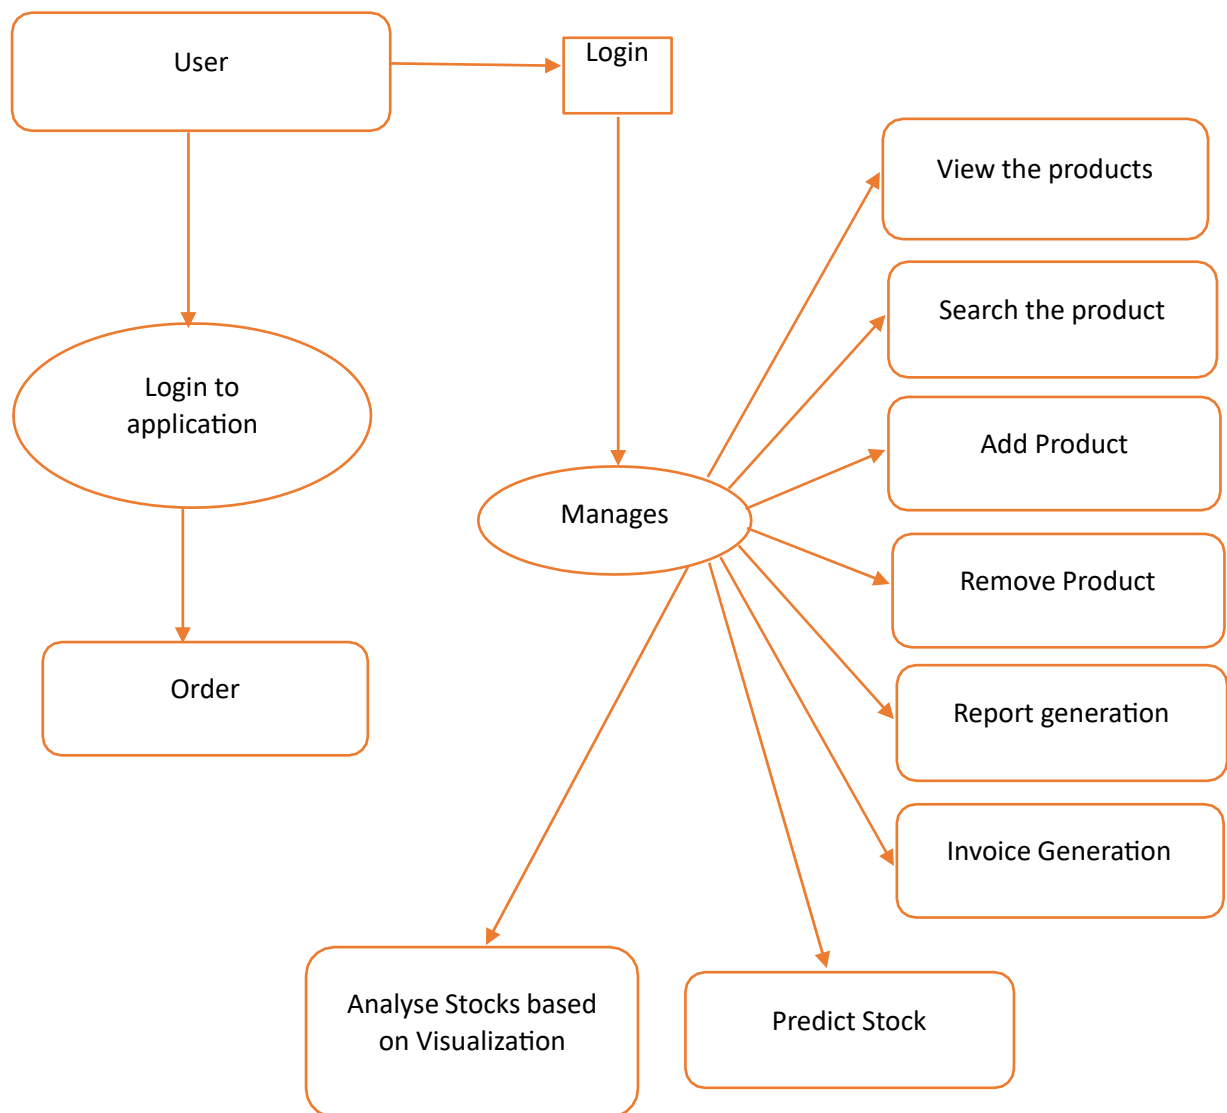 User
Login
View the products
Search the product
Login to
application
Add Product
Manages
Remove Product
Order
Report generation
Invoice Generation
Analyse Stocks based
on Visualization
Predict Stock